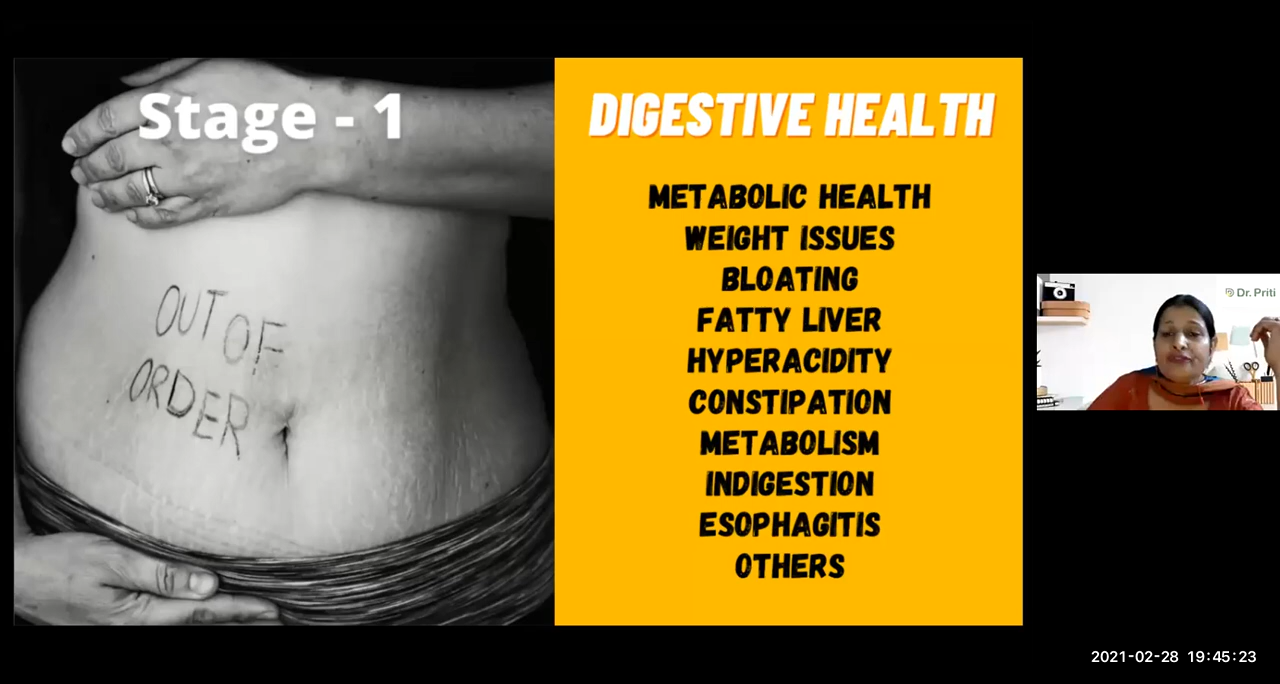 Stage - 1
OUT OF
ORDER
DIGESTIVE HEALTH
METABOLIC HEALTH
WEIGHT ISSUES
BLOATING
FATTY LIVER
HYPERACIDITY
CONSTIPATION
METABOLISM
INDIGESTION
ESOPHAGITIS
OTHERS
Dr. Priti
2021-02-28 19:45:23